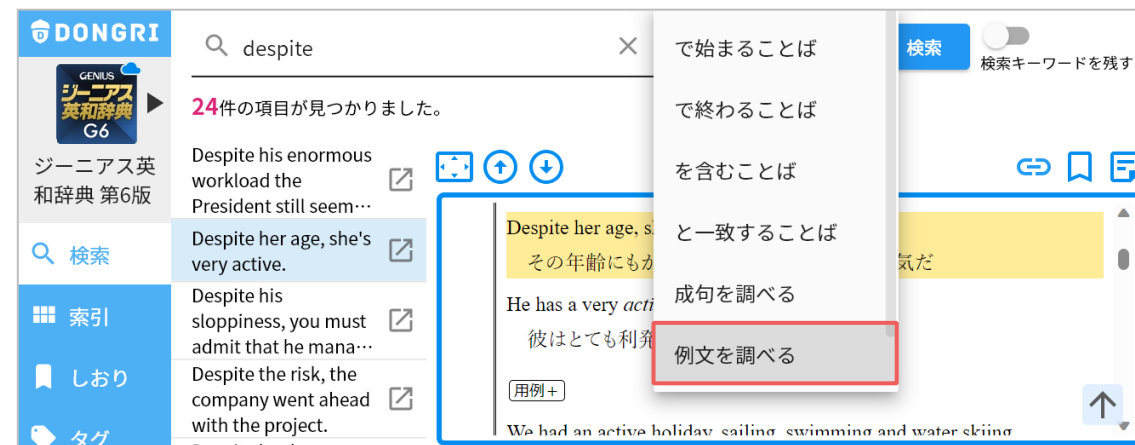 DONGRI
despite
で始まることば
検索
検索キーワードを残す
で終わることば
GENIUS
ジーニアス
英和辞典
G6
ジーニアス英
和辞典 第6版
24件の項目が見つかりました。
を含むことば
と一致することば
成句を調べる
例文を調べる
検索
索引
しおり
タグ
Despite his enormous
workload the
President still seem…
Despite her age, she's
very active.
Despite his
sloppiness, you must
admit that he mana…
Despite the risk, the
company went ahead
with the project.
Despite her age, s
その年齢にもか 気だ
He has a very acti
彼はとても利発
用例+
We had an active holiday, sailing, swimming and water skiing